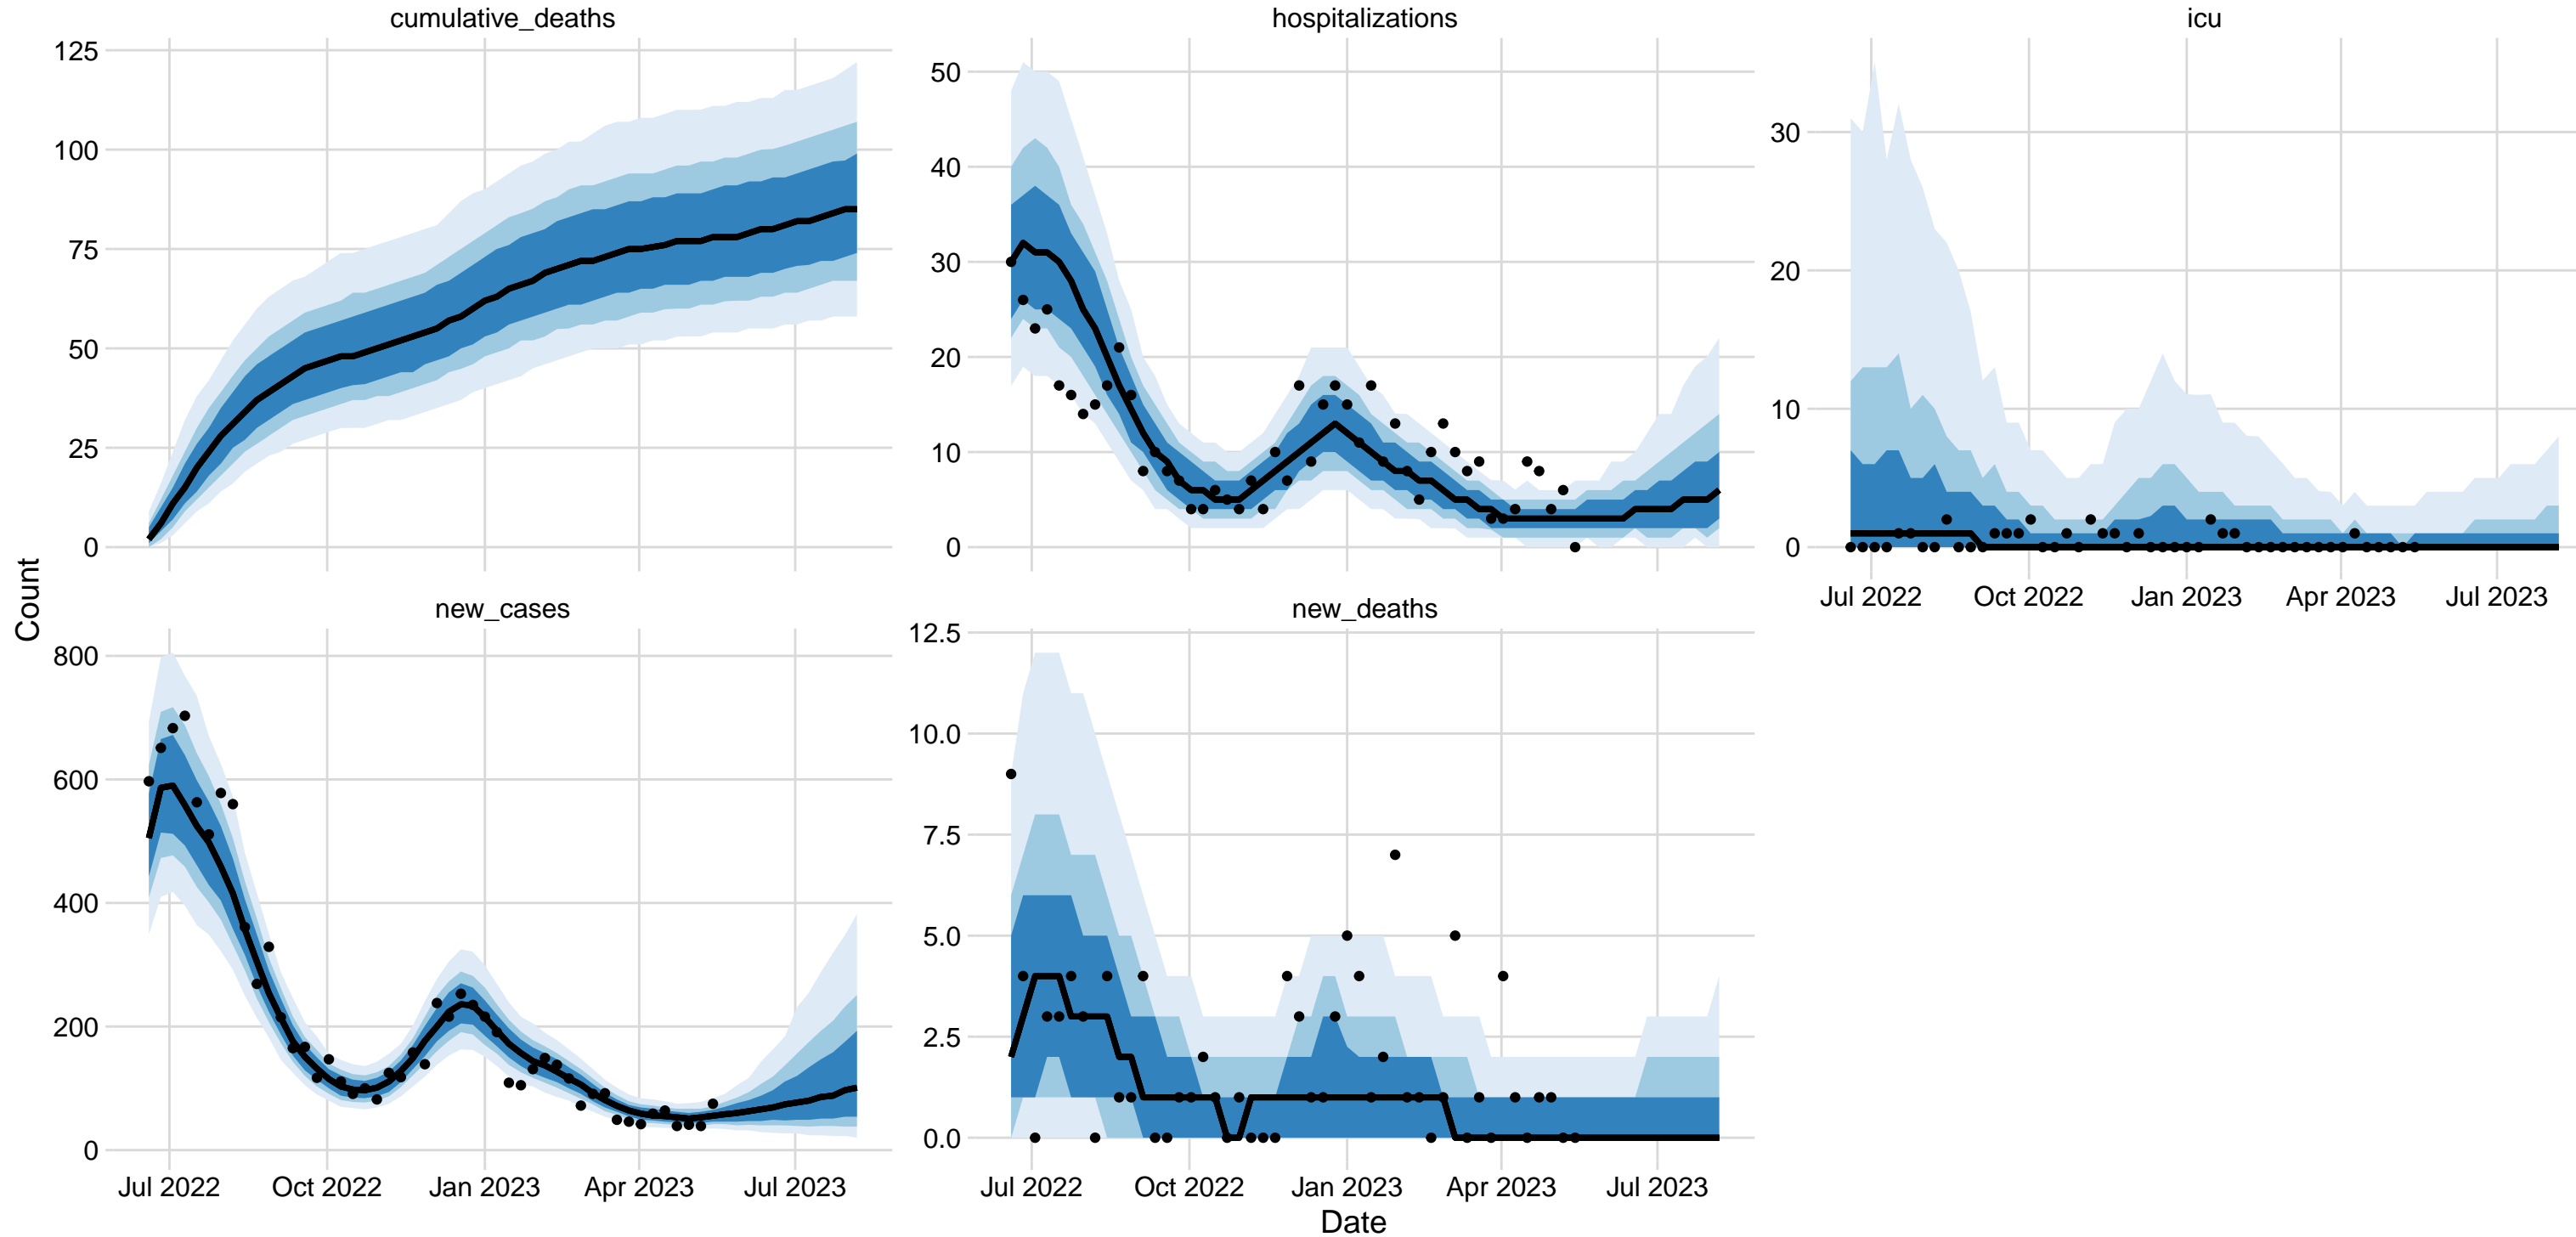 cumulative_deaths
125
100
75
50
25
0
hospitalizations
50
40
30
20
10
0
icu
30
20
10
0
Jul 2022 Oct 2022 Jan 2023 Apr 2023 Jul 2023
Count
new_cases
800
600
400
200
0
Jul 2022 Oct 2022 Jan 2023 Apr 2023 Jul 2023
new_deaths
12.5
10.0
7.5
5.0
2.5
0.0
Jul 2022 Oct 2022 Jan 2023 Apr 2023 Jul 2023
Date